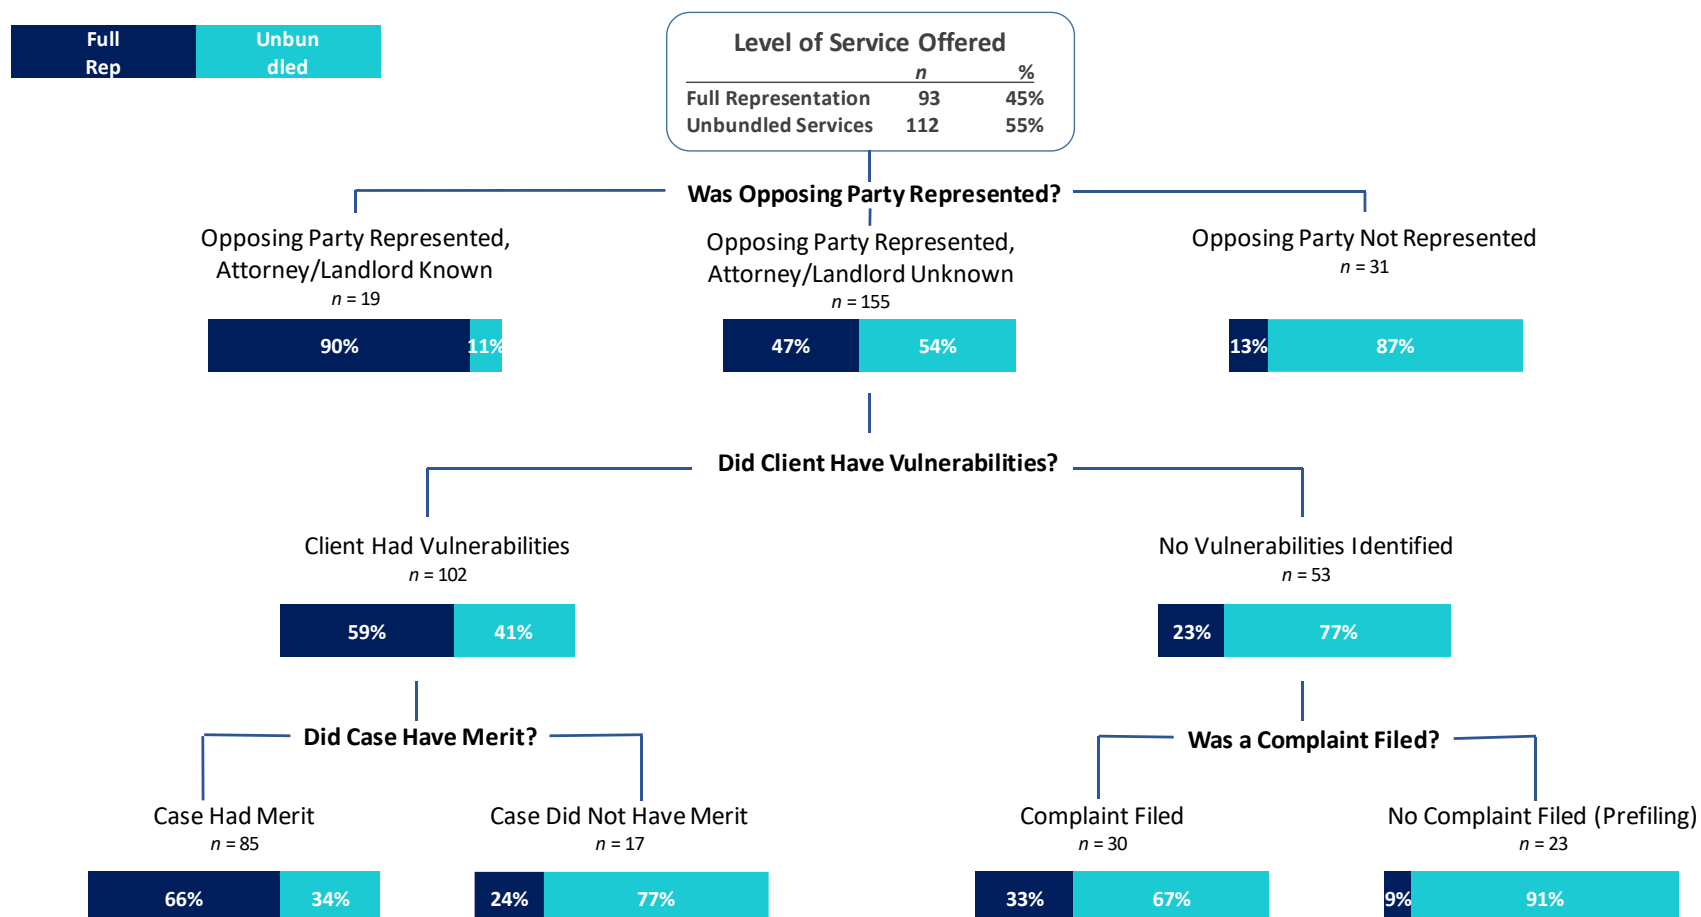 Full Rep
Unbun dled
Level of Service Offered
n %
Full Representation 93 45%
Unbundled Services 112 55%
Was Opposing Party Represented?
Opposing Party Represented,
Attorney/Landlord Known
n = 19
90% 11%
Opposing Party Represented,
Attorney/Landlord Unknown
n = 155
47% 54%
Opposing Party Not Represented
n = 31
13% 87%
Did Client Have Vulnerabilities?
Client Had Vulnerabilities
n = 102
59% 41%
No Vulnerabilities Identified
n = 53
23% 77%
Did Case Have Merit?
Was a Complaint Filed?
Case Had Merit
n = 85
66% 34%
Case Did Not Have Merit
n = 17
24% 77%
Complaint Filed
n = 30
33% 67%
No Complaint Filed (Prefiling)
n = 23
9% 91%